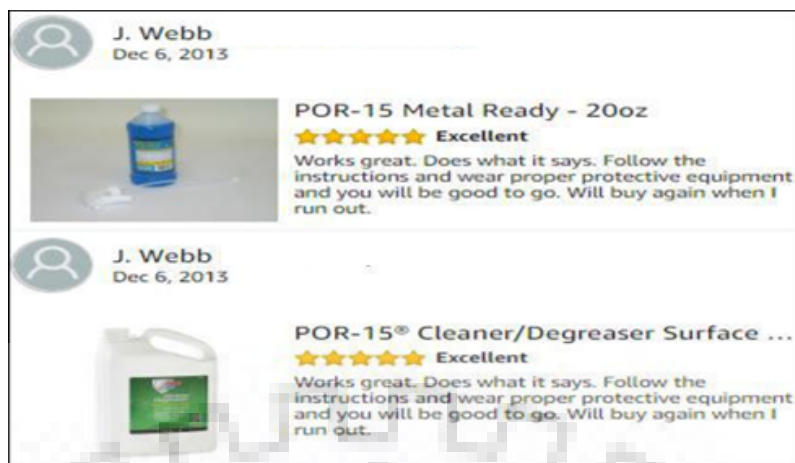 J. Webb
Dec 6, 2013
POR-15 Metal Ready - 20oz
Excellent
Works great. Does what it says. Follow the
instructions and wear proper protective equipment
and you will be good to go. Will buy again when I
run out.
J. Webb
Dec 6, 2013
POR-15® Cleaner/Degreaser Surface ...
Excellent
Works great. Does what it says. Follow the
instructions and wear proper protective equipment
and you will be good to go. Will buy again when I
run out.